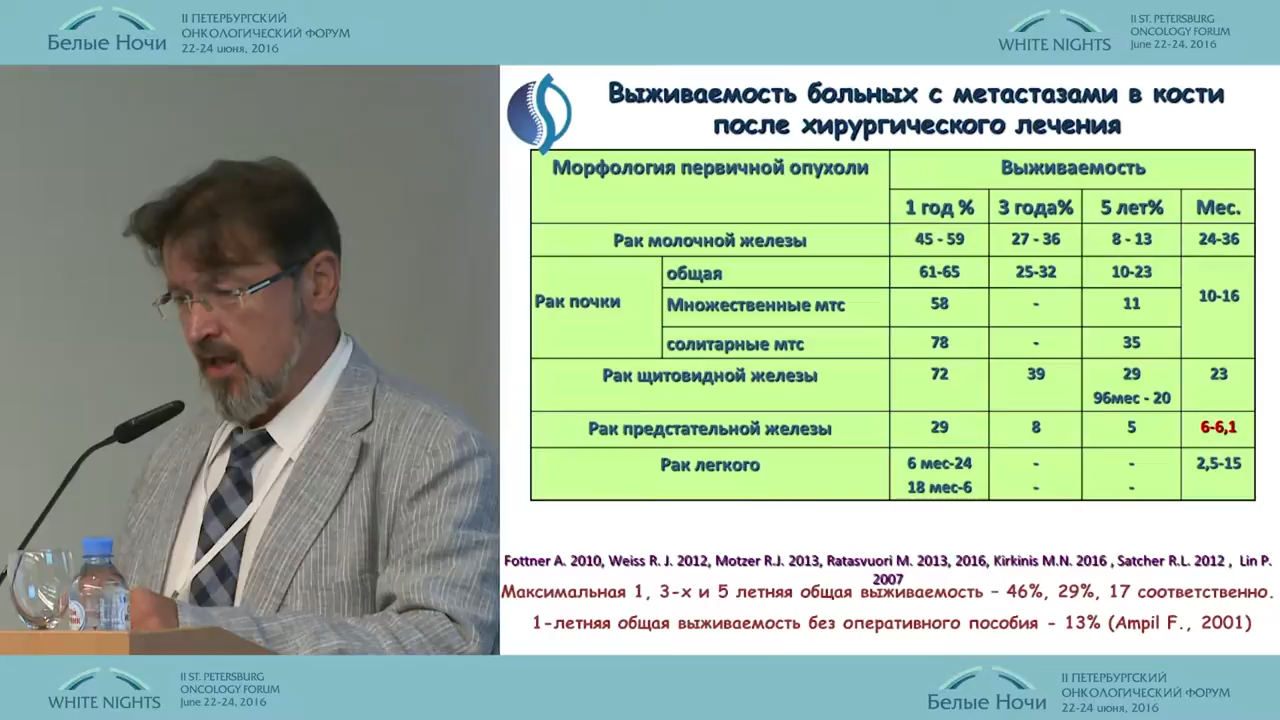 II ПЕТЕРБУРГСКИЙ
ОНКОЛОГИЧЕСКИЙ ФОРУМ
Белые Ночи
22-24 июня, 2016
II ST. PETERSBURG
ONCOLOGY FORUM
WHITE NIGHTS
June 22-24, 2016
Выживаемость больных с метастазами в кости
после хирургического лечения
Морфология первичной опухоли Выживаемость
1 год % 3 года% 5 лет% Мес.
Рак молочной железы 45 - 59 27 - 36 8 - 13 24-36
Рак почки общая 61-65 25-32 10-23 10-16
Множественные мтс 58 - 11
солитарные мтс 78 - 35
Рак щитовидной железы 72 39 29 23
96мес - 20
Рак предстательной железы 29 8 5 6-6,1
Рак легкого 6 мес-24 - - 2,5-15
18 мес-6 - -
Fottner A. 2010, Weiss R. J. 2012, Motzer R.J. 2013, Ratasvuori M. 2013, 2016, Kirkinis M.N. 2016 , Satcher R.L. 2012 , Lin P.
2007
Максимальная 1, 3-х и 5 летняя общая выживаемость – 46%, 29%, 17 соответственно.
1-летняя общая выживаемость без оперативного пособия - 13% (Ampil F., 2001)
WHITE NIGHTS
II ST. PETERSBURG
ONCOLOGY FORUM
June 22-24, 2016
Белые Ночи
II ПЕТЕРБУРГСКИЙ
ОНКОЛОГИЧЕСКИЙ ФОРУМ
22-24 июня, 2016